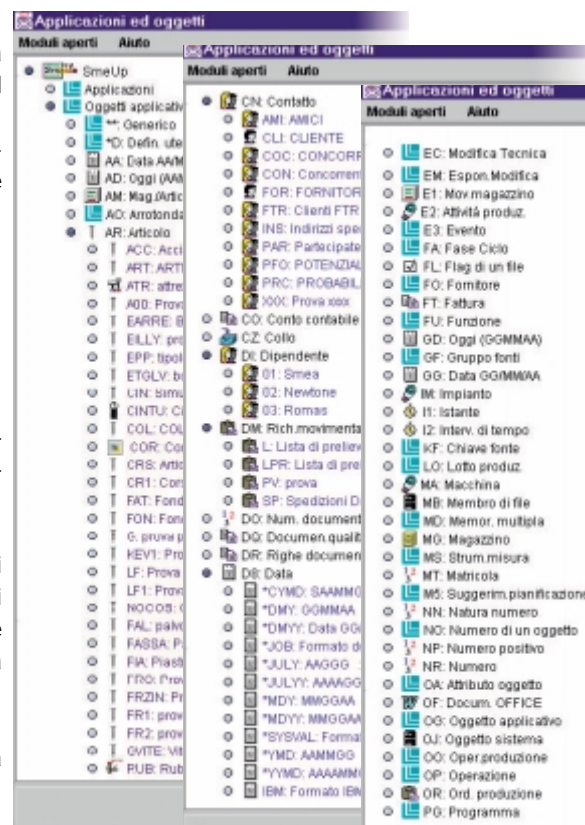 Applicazioni ed oggetti
Moduli aperti Aiuto
SmeUp
Applicazioni
Oggetti applicativ
**: Generico
*D: Defin. ute
AA: Data AA/M
AD: Oggi (AAM
AM: Mag./Artic
AO: Arrotonda
AR: Articolo
ACC: Acci
ART: ARTI
ATR: attre
A00: Prov
EARRE: B
EILLY: pro
EPP: tipol
ETGLV: b
CINTU: Ci
COL: COL
COR: Co
CRS: Artic
CR1: Cor
FAT: Fond
FON: Fon
G. prova p
KEV1: Pro
LF: Prova
LF1: Prov
NOCOS:
PAL: palv
FASSA: P
FIA: Piast
FRO: Prov
FRZIN: Pr
FR1: prov
FR2: prov
OVITE: Vit
RUB: Rub
Applicazioni ed oggetti
Moduli aperti Aiuto
CN: Contatto
AMI: AMICI
CLI: CLIENTE
COC: CONCORR
CON: Concorrent
FOR: FORNITOR
FTR: Clienti FTR
INS: Indirizzi spe
PAR: Partecipate
PFO: POTENZIAL
PRC: PROBABIL
XXX: Prova xxx
CO: Conto contabile
CZ: Collo
DI: Dipendente
01: Smea
02: Newtone
03: Romas
DM: Rich.movimenta
L: Lista di preliev
LPR: Lista di pre
PV: prova
SP: Spedizioni D
DO: Num. document
DQ: Documen.qualit
DR: Righe documen
D8: Data
*CYMD: SAAMMG
*DMY: GGMMAA
*DMYY: Data GG
*JOB: Formato d
*JULY: AAGGG
*JULYY: AAAAGG
*MDY: MMGGAA
*MDYY: MMGGAA
*SYSVAL: Forma
*YMD: AAMMGG
*YYMD: AAAAMM
IBM: Formato IBM
Applicazioni ed oggetti
Moduli aperti Aiuto
EC: Modifica Tecnica
EM: Espon.Modifica
E1: Mov.magazzino
E2: Attività produz.
E3: Evento
FA: Fase Ciclo
FL: Flag di un file
FO: Fornitore
FT: Fattura
FU: Funzione
GD: Oggi (GGMMAA)
GF: Gruppo fonti
GG: Data GG/MM/AA
IM: Impianto
I1: Istante
I2: Interv. di tempo
KF: Chiave fonte
LO: Lotto produz.
MA: Macchina
MB: Membro di file
MD: Memor. multipla
MG: Magazzino
MS: Strum.misura
MT: Matricola
M5: Suggerim.pianificazione
NN: Natura numero
NO: Numero di un oggetto
NP: Numero positivo
NR: Numero
OA: Attributo oggetto
OF: Docum. OFFICE
OG: Oggetto applicativo
OJ: Oggetto sistema
OO: Oper.produzione
OP: Operazione
OR: Ord. produzione
PG: Programma